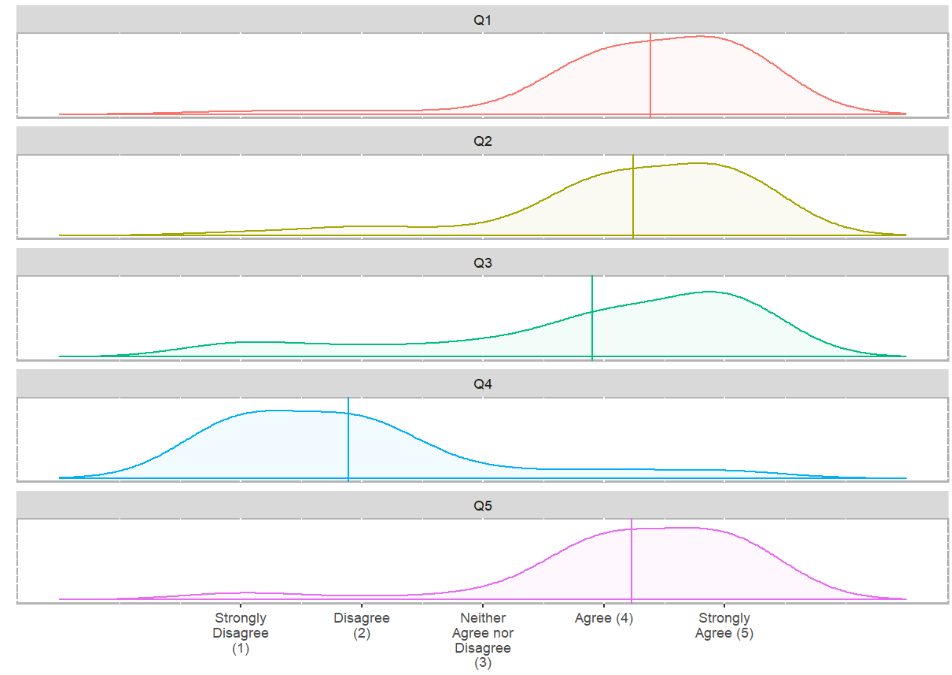 Q1
Q2
Q3
Q4
Q5
Strongly
Disagree
(1)
Disagree
(2)
Neither
Agree nor
Disagree
(3)
Agree (4)
Strongly
Agree (5)